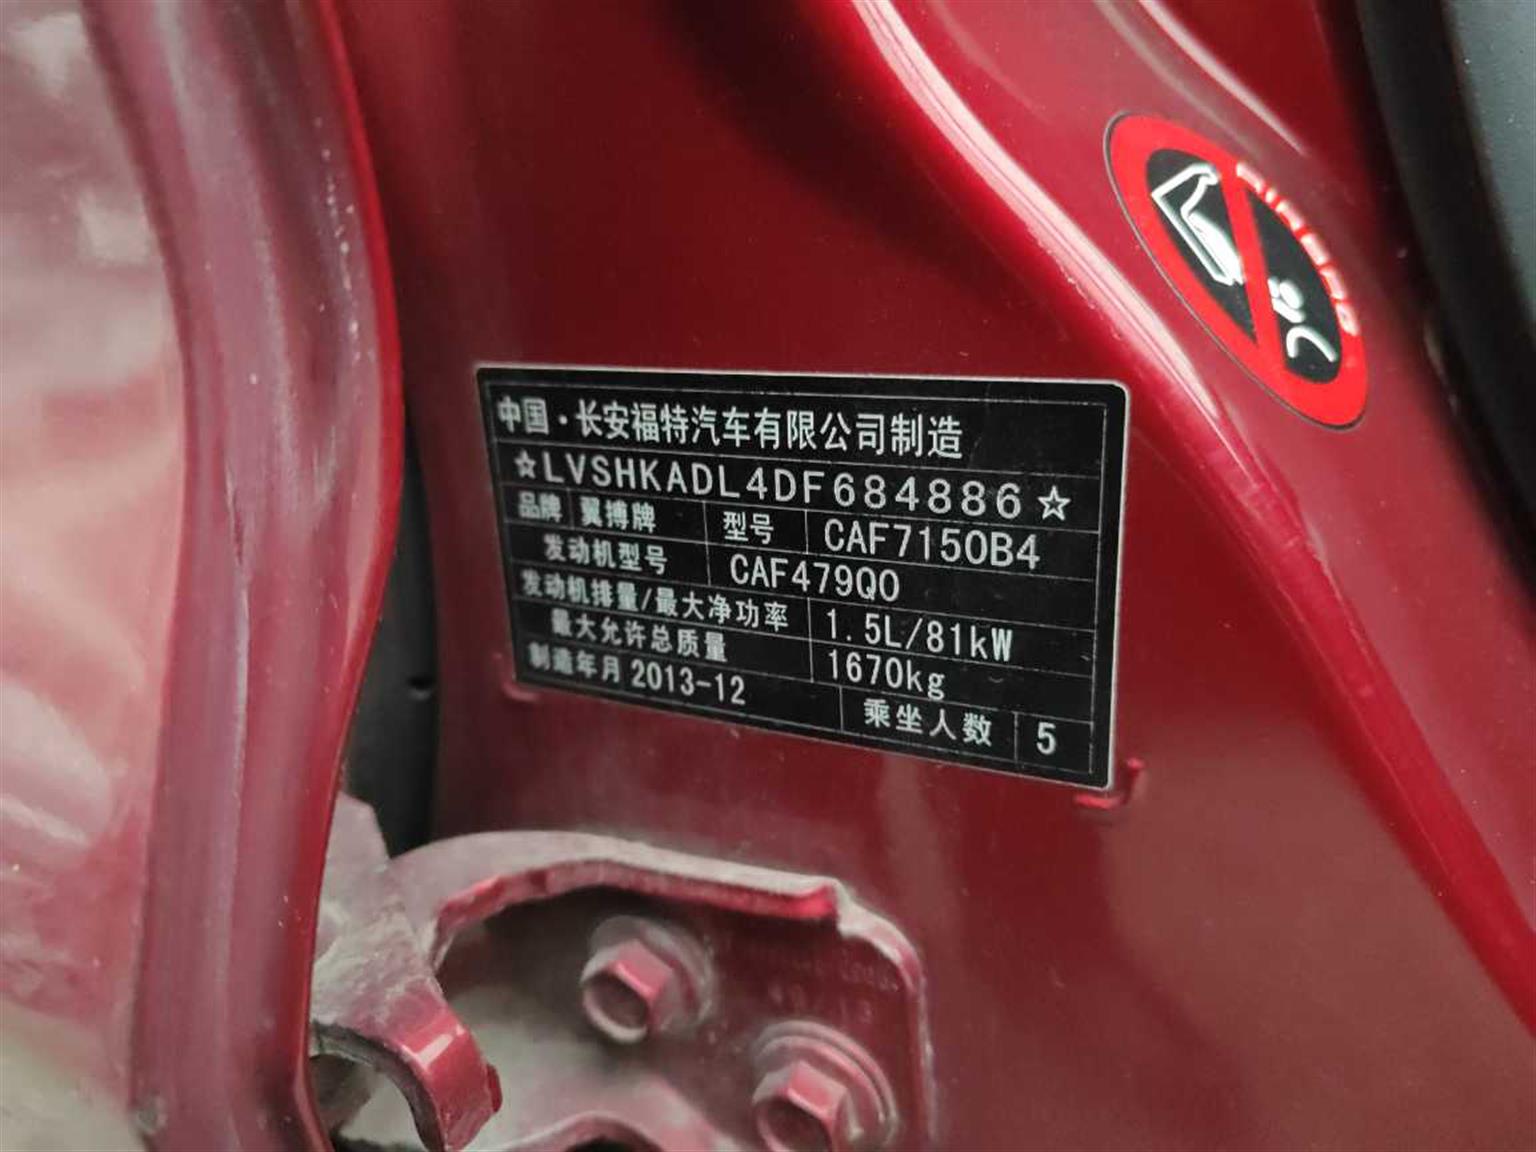 中国·长安福特汽车有限公司制造
☆LVSHKADL4DF684886☆
品牌 翼搏牌 型号 CAF7150B4
发动机型号 CAF479Q0
发动机排量/最大净功率 1.5L/81kW
最大允许总质量 1670kg
制造年月 2013-12 乘坐人数 5
AIRBAG